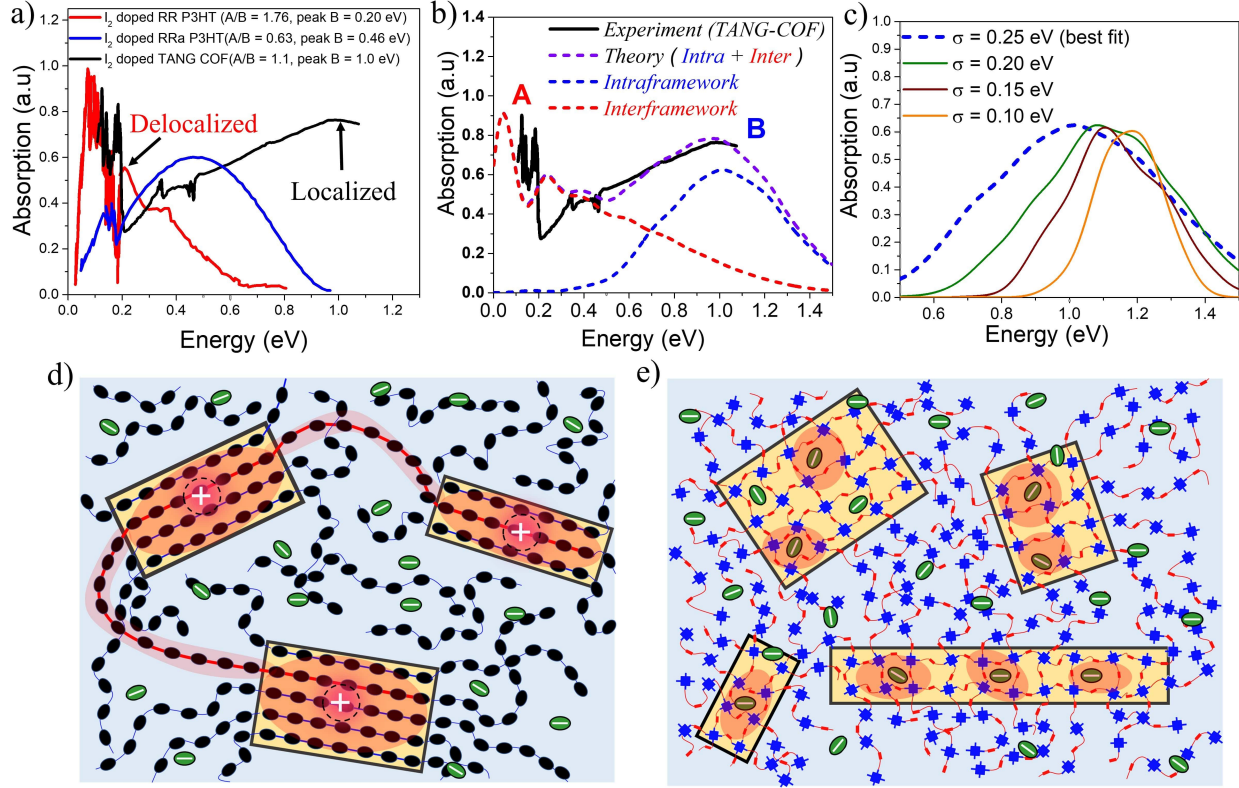 a)
I2 doped RR P3HT (A/B = 1.76, peak B = 0.20 eV)
I2 doped RRa P3HT(A/B = 0.63, peak B = 0.46 eV)
I2 doped TANG COF(A/B = 1.1, peak B = 1.0 eV)
Delocalized
Localized
Absorption (a.u)
1.0
0.8
0.6
0.4
0.2
0.0
0.0 0.2 0.4 0.6 0.8 1.0 1.2
Energy (eV)
b)
Experiment (TANG-COF)
Theory ( Intra + Inter )
Intraframework
Interframework
A
B
Absorption (a.u)
1.4
1.2
1.0
0.8
0.6
0.4
0.2
0.0
0.0 0.2 0.4 0.6 0.8 1.0 1.2 1.4
Energy (eV)
c)
σ = 0.25 eV (best fit)
σ = 0.20 eV
σ = 0.15 eV
σ = 0.10 eV
Absorption (a.u)
1.0
0.9
0.8
0.7
0.6
0.5
0.4
0.3
0.2
0.1
0.0
0.6 0.8 1.0 1.2 1.4
Energy (eV)
d)
+
+
+
e)